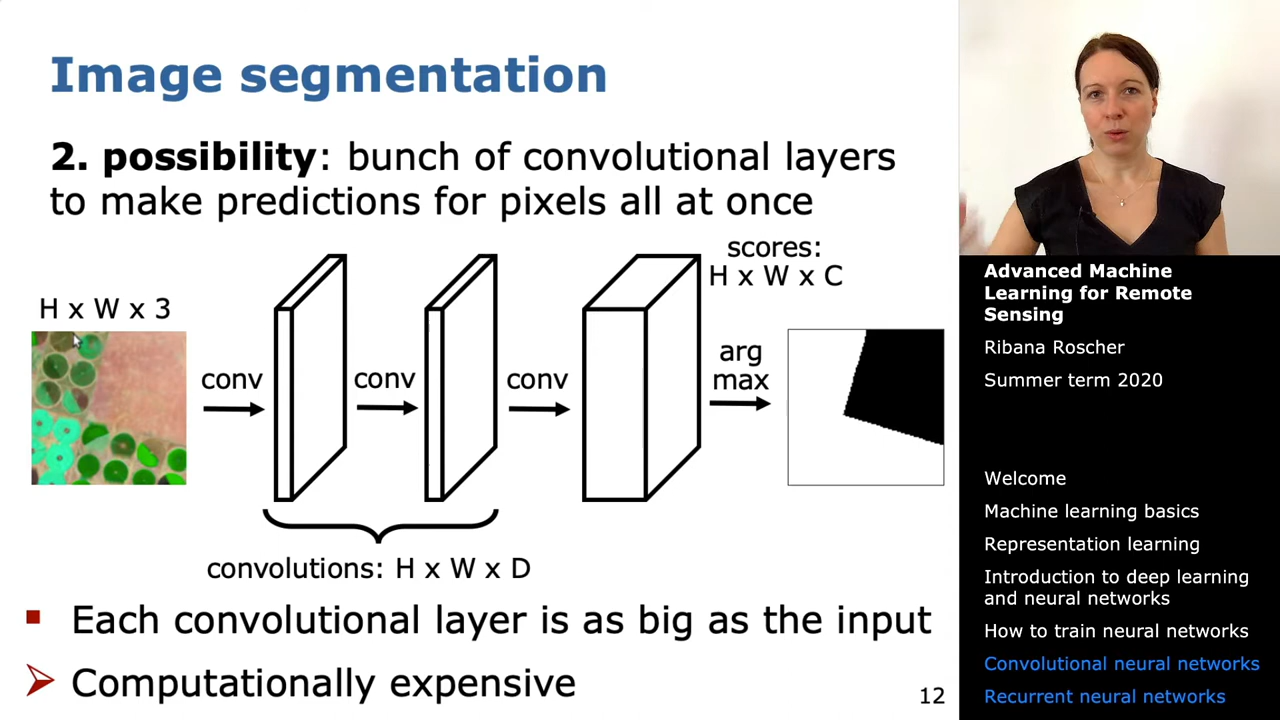 Image segmentation
2. possibility: bunch of convolutional layers
to make predictions for pixels all at once
H x W x 3
conv
conv
conv
scores:
H x W x C
arg
max
convolutions: H x W x D
Each convolutional layer is as big as the input
Computationally expensive
12
Advanced Machine
Learning for Remote
Sensing
Ribana Roscher
Summer term 2020
Welcome
Machine learning basics
Representation learning
Introduction to deep learning
and neural networks
How to train neural networks
Convolutional neural networks
Recurrent neural networks